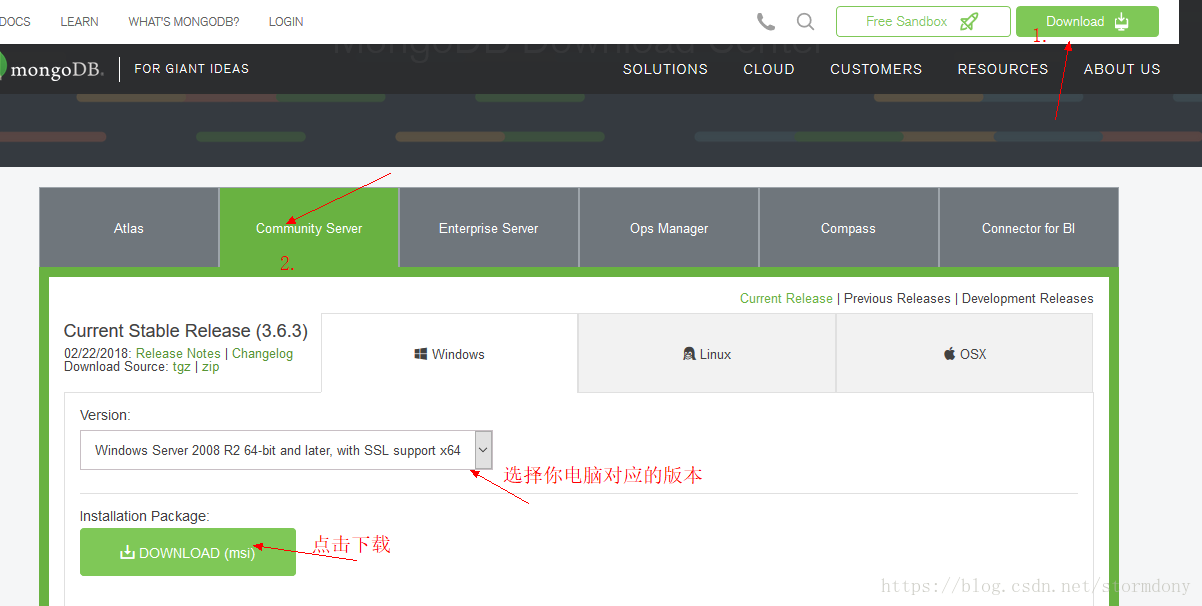 DOCS LEARN WHAT'S MONGODB? LOGIN Free Sandbox Download
1.
MongoDB Download Center
mongoDB. FOR GIANT IDEAS SOLUTIONS CLOUD CUSTOMERS RESOURCES ABOUT US
Atlas Community Server Enterprise Server Ops Manager Compass Connector for BI
2.
Current Release | Previous Releases | Development Releases
Current Stable Release (3.6.3)
02/22/2018: Release Notes | Changelog
Download Source: tgz | zip
Windows Linux OSX
Version:
Windows Server 2008 R2 64-bit and later, with SSL support x64
选择你电脑对应的版本
Installation Package:
DOWNLOAD (msi)
点击下载
https://blog.csdn.net/stormdony